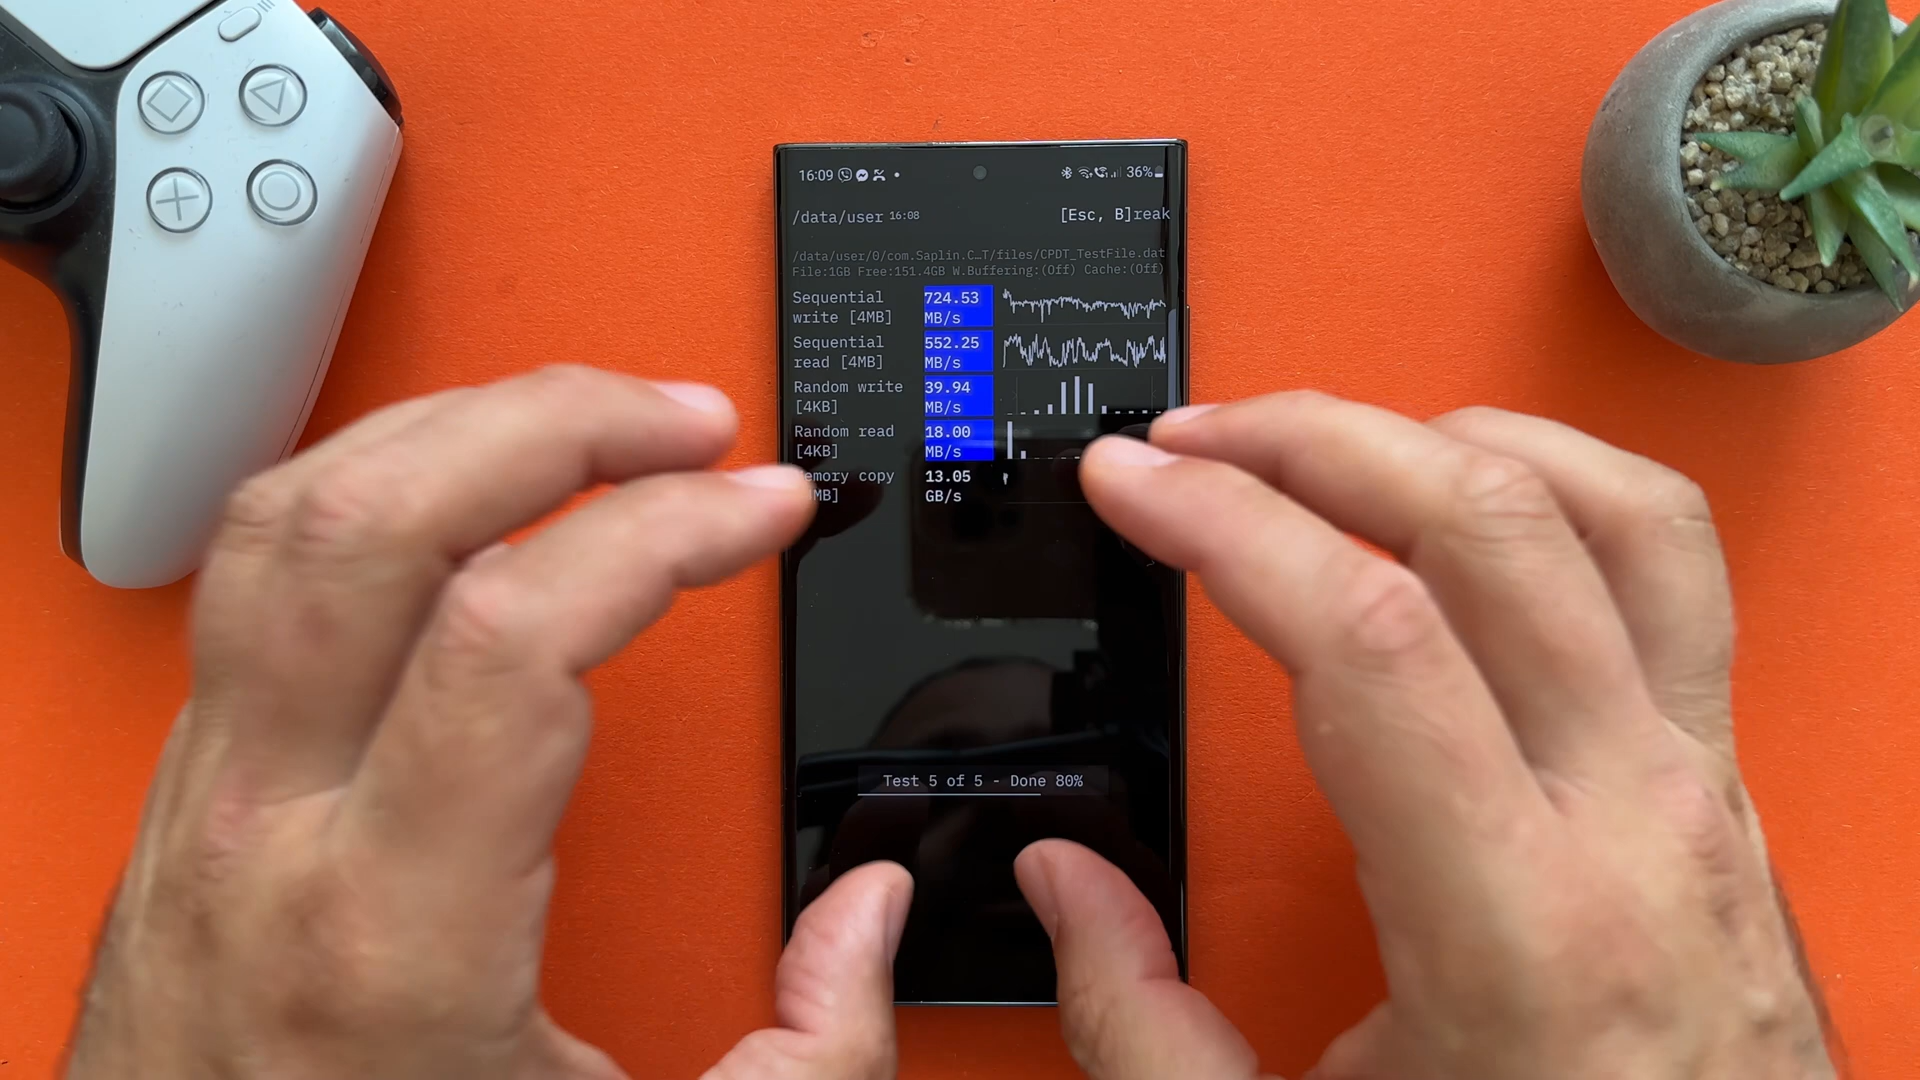 16:09 36%
/data/user 16:08 [Esc, B]reak
/data/user/0/com.Saplin.C…T/files/CPDT_TestFile.dat
File:1GB Free:151.4GB W.Buffering:(Off) Cache:(Off)
Sequential 724.53
write [4MB] MB/s
Sequential 552.25
read [4MB] MB/s
Random write 39.94
[4KB] MB/s
Random read 18.00
[4KB] MB/s
emory copy 13.05
MB] GB/s
Test 5 of 5 - Done 80%